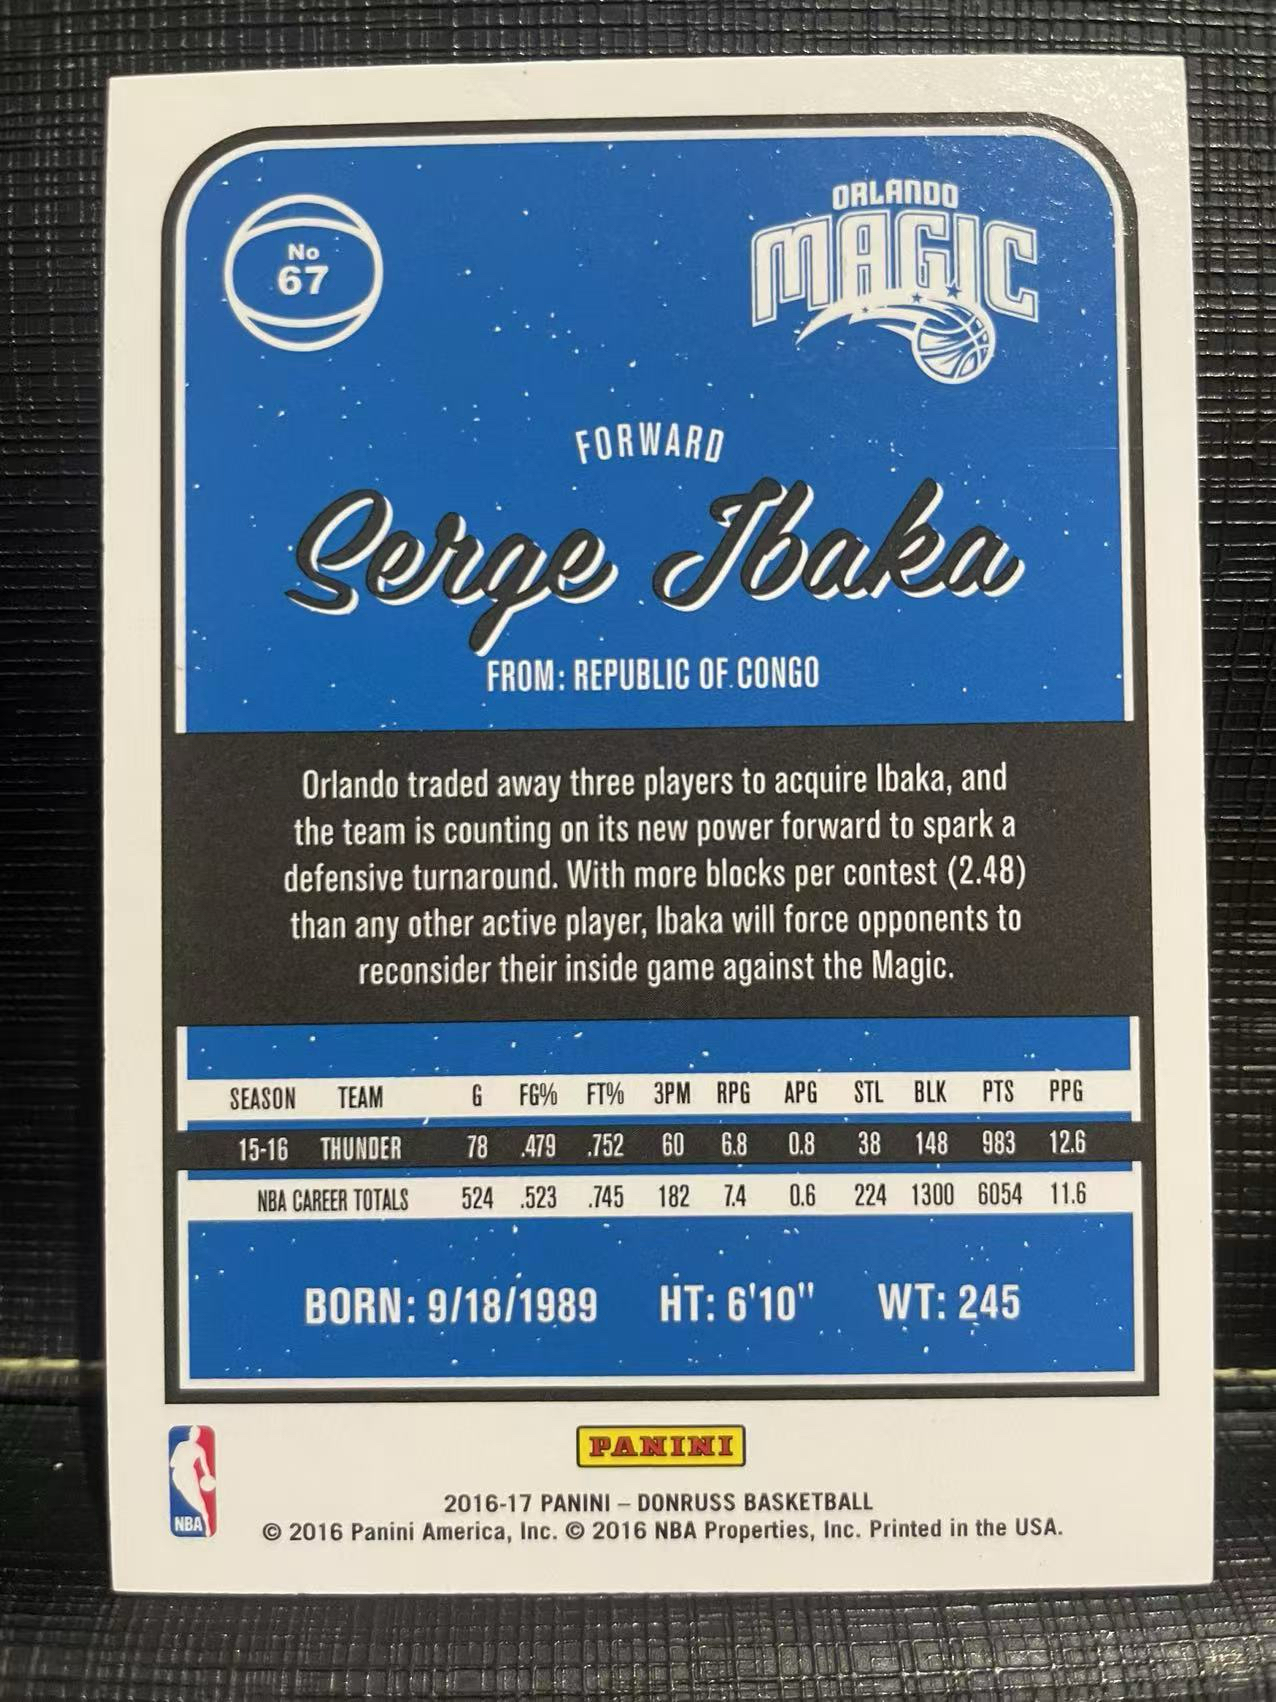 No
67
ORLANDO
MAGIC
FORWARD
Serge Ibaka
FROM: REPUBLIC OF CONGO
Orlando traded away three players to acquire Ibaka, and
the team is counting on its new power forward to spark a
defensive turnaround. With more blocks per contest (2.48)
than any other active player, Ibaka will force opponents to
reconsider their inside game against the Magic.
SEASON TEAM G FG% FT% 3PM RPG APG STL BLK PTS PPG
15-16 THUNDER 78 .479 .752 60 6.8 0.8 38 148 983 12.6
NBA CAREER TOTALS 524 .523 .745 182 7.4 0.6 224 1300 6054 11.6
BORN: 9/18/1989 HT: 6'10" WT: 245
NBA
PANINI
2016-17 PANINI – DONRUSS BASKETBALL
© 2016 Panini America, Inc. © 2016 NBA Properties, Inc. Printed in the USA.